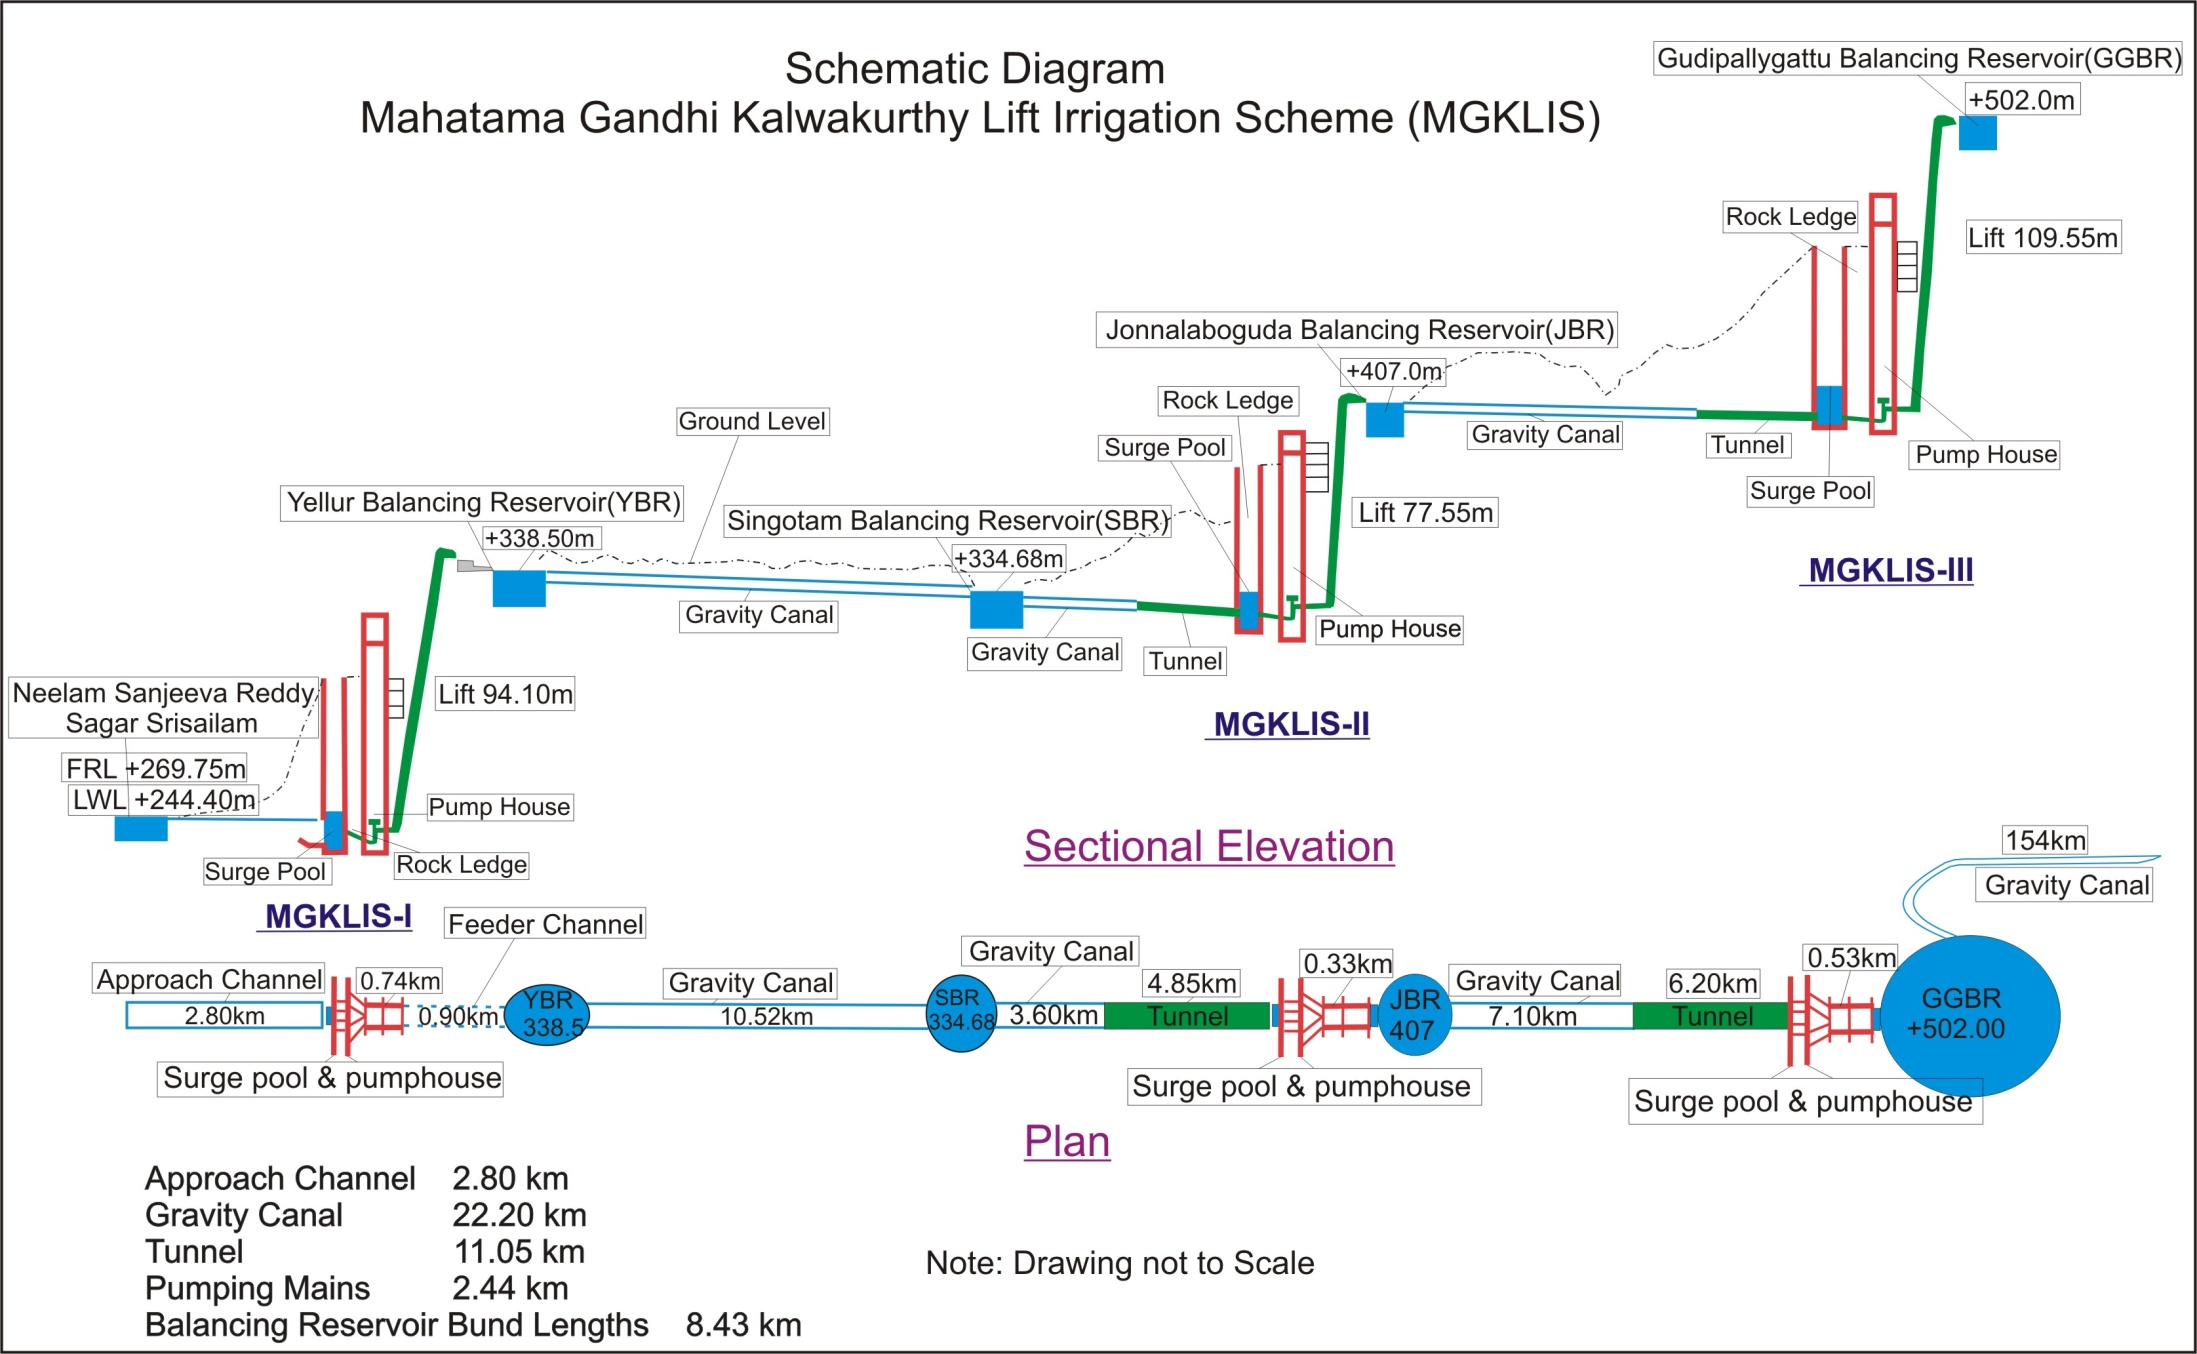 Schematic Diagram
Mahatama Gandhi Kalwakurthy Lift Irrigation Scheme (MGKLIS)
Gudipallygattu Balancing Reservoir(GGBR)
+502.0m
Rock Ledge
Lift 109.55m
Jonnalaboguda Balancing Reservoir(JBR)
+407.0m
Rock Ledge
Ground Level
Surge Pool
Gravity Canal
Tunnel
Pump House
Surge Pool
Yellur Balancing Reservoir(YBR)
+338.50m
Singotam Balancing Reservoir(SBR)
+334.68m
Lift 77.55m
MGKLIS-III
Gravity Canal
Gravity Canal
Tunnel
Pump House
Neelam Sanjeeva Reddy
Sagar Srisailam
Lift 94.10m
MGKLIS-II
FRL +269.75m
LWL +244.40m
Pump House
Surge Pool
Rock Ledge
MGKLIS-I
Sectional Elevation
154km
Gravity Canal
Feeder Channel
Approach Channel
0.74km
Gravity Canal
Gravity Canal
4.85km
0.33km
Gravity Canal
6.20km
0.53km
2.80km
0.90km
YBR
338.5
10.52km
SBR
334.68
3.60km
Tunnel
JBR
407
7.10km
Tunnel
GGBR
+502.00
Surge pool & pumphouse
Surge pool & pumphouse
Surge pool & pumphouse
Plan
Approach Channel 2.80 km
Gravity Canal 22.20 km
Tunnel 11.05 km
Pumping Mains 2.44 km
Balancing Reservoir Bund Lengths 8.43 km
Note: Drawing not to Scale